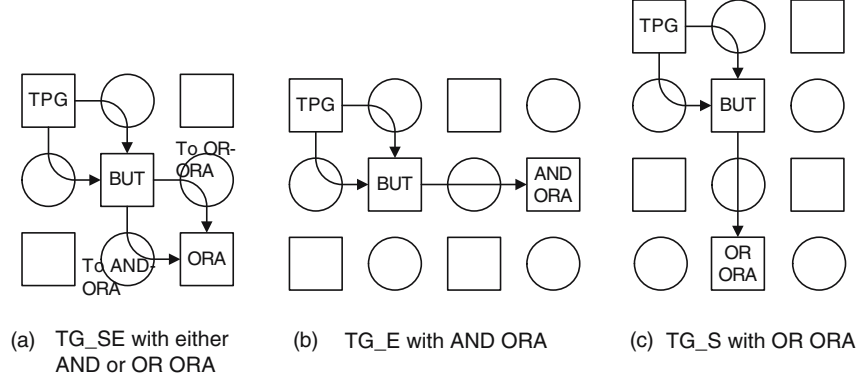 TPG
BUT
To OR-
ORA
To AND-
ORA
ORA
(a) TG_SE with either
AND or OR ORA
TPG
BUT
AND
ORA
(b) TG_E with AND ORA
TPG
BUT
OR
ORA
(c) TG_S with OR ORA